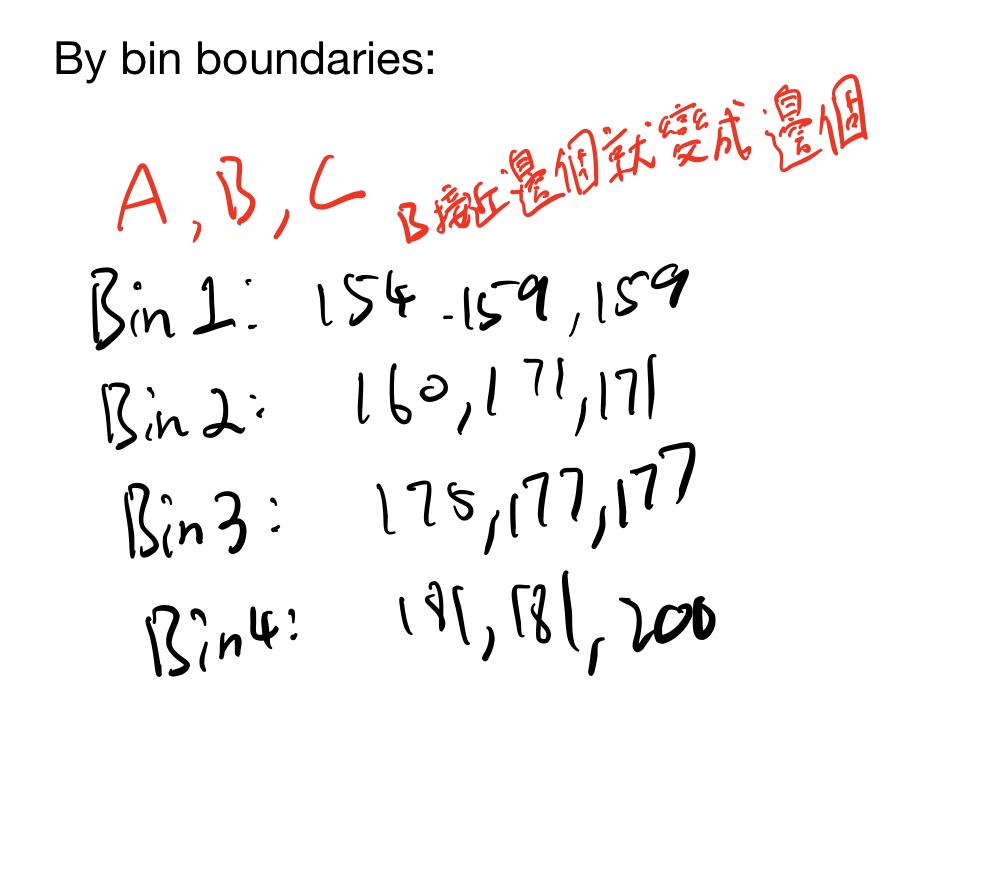 By bin boundaries:
A, B, C B接近邊個就變成邊個
Bin 1: 154 -159, 159
Bin 2: 160, 171, 171
Bin 3: 175, 177, 177
Bin 4: 181, 181, 200